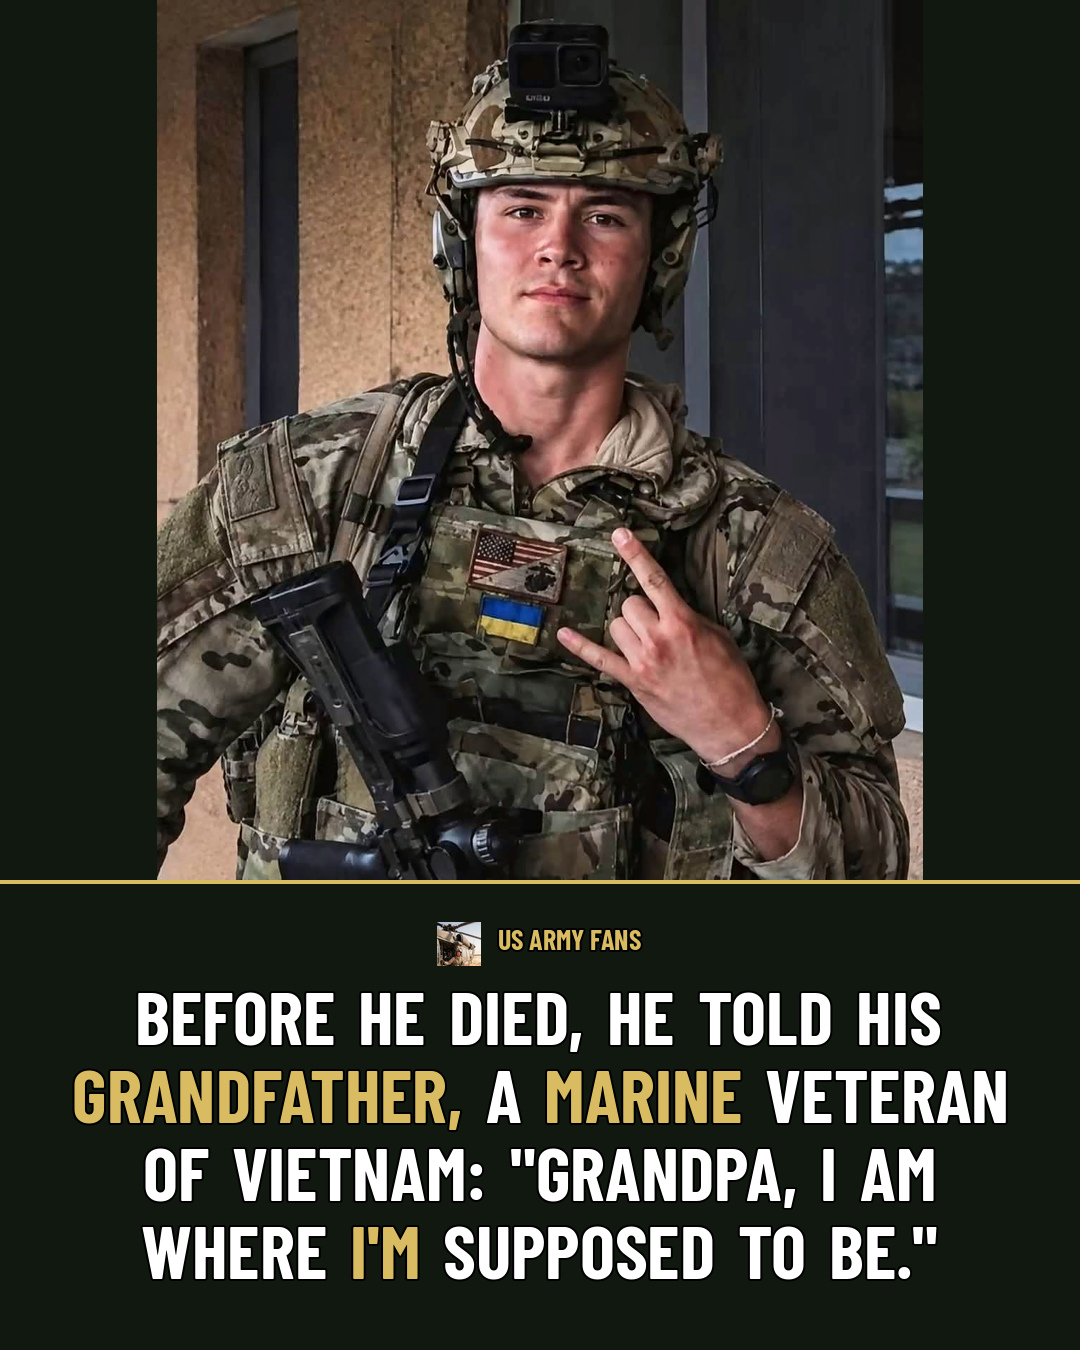 US ARMY FANS
BEFORE HE DIED, HE TOLD HIS
GRANDFATHER, A MARINE VETERAN
OF VIETNAM: "GRANDPA, I AM
WHERE I'M SUPPOSED TO BE."